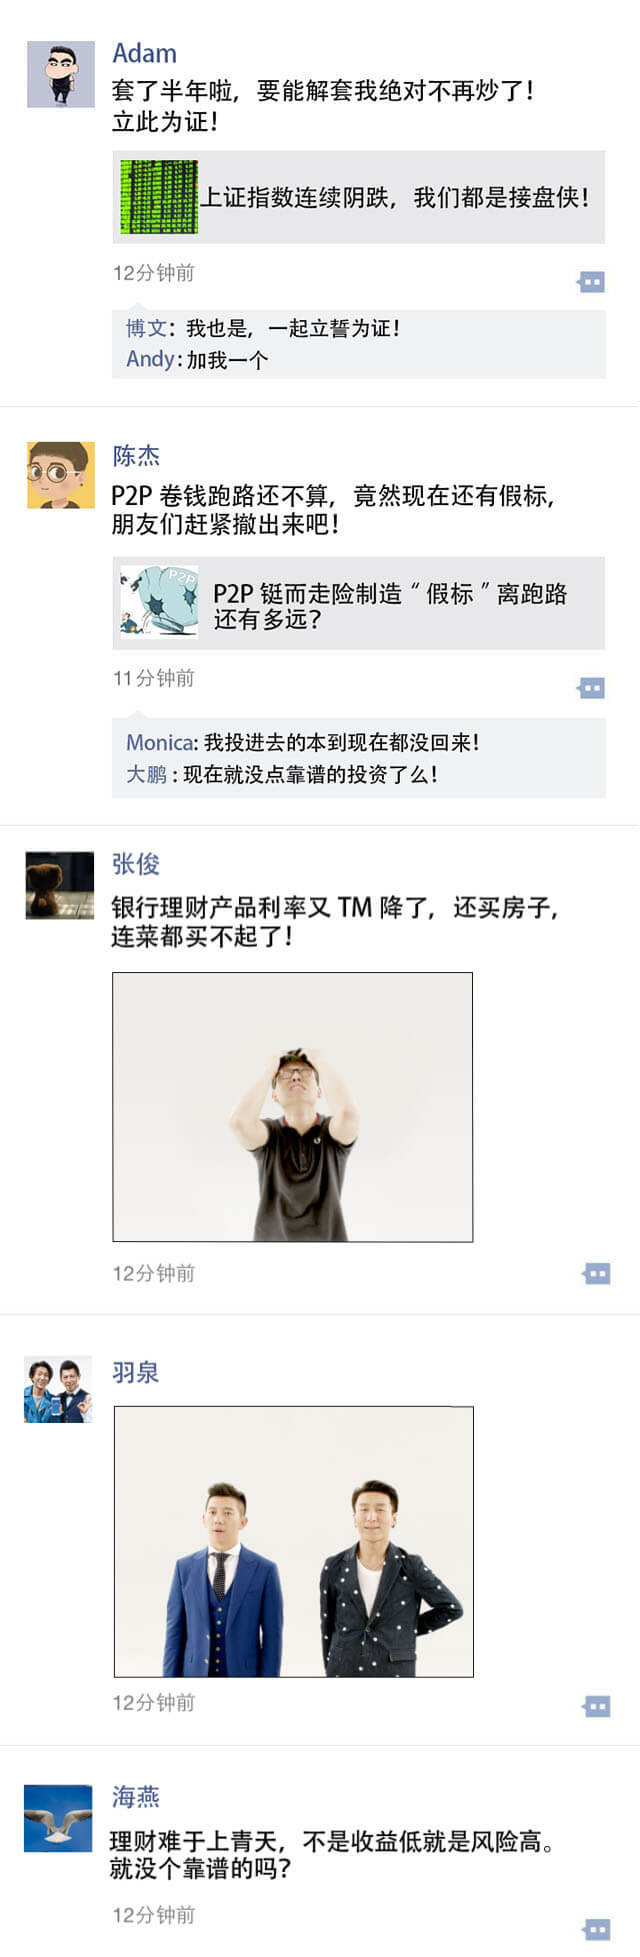 Adam
套了半年啦，要能解套我绝对不再炒了！
立此为证！
上证指数连续阴跌，我们都是接盘侠！
12分钟前
博文：我也是，一起立誓为证！
Andy：加我一个
陈杰
P2P 卷钱跑路还不算，竟然现在还有假标，
朋友们赶紧撤出来吧！
P2P
P2P 铤而走险制造“假标”离跑路
还有多远？
11分钟前
Monica: 我投进去的本到现在都没回来！
大鹏：现在就没点靠谱的投资了么！
张俊
银行理财产品利率又 TM 降了，还买房子，
连菜都买不起了！
12分钟前
羽泉
12分钟前
海燕
理财难于上青天，不是收益低就是风险高。
就没个靠谱的吗？
12分钟前